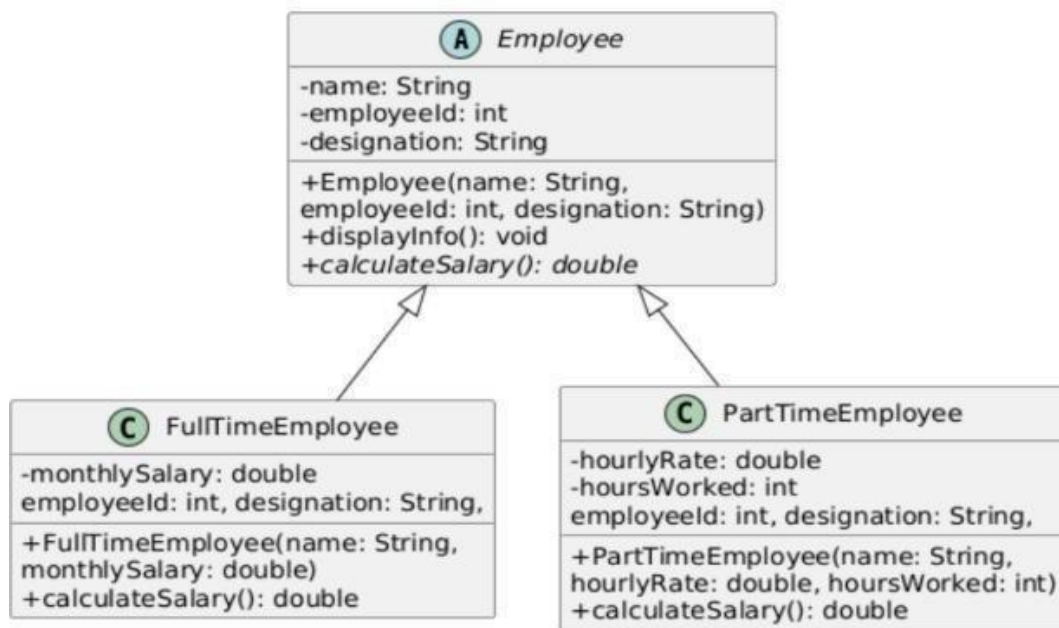 A Employee
-name: String
-employeeId: int
-designation: String
+Employee(name: String,
employeeId: int, designation: String)
+displayInfo(): void
+calculateSalary(): double
C FullTimeEmployee
-monthlySalary: double
employeeId: int, designation: String,
+FullTimeEmployee(name: String,
monthlySalary: double)
+calculateSalary(): double
C PartTimeEmployee
-hourlyRate: double
-hoursWorked: int
employeeId: int, designation: String,
+PartTimeEmployee(name: String,
hourlyRate: double, hoursWorked: int)
+calculateSalary(): double